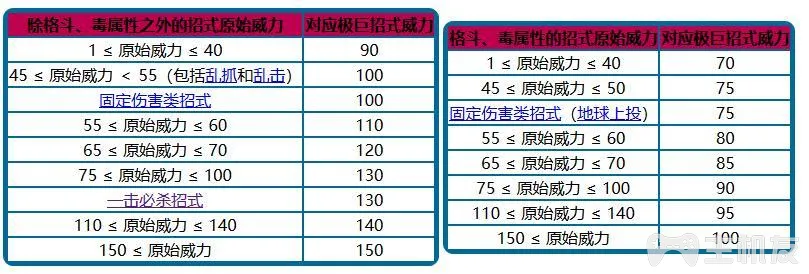 除格斗、毒属性之外的招式原始威力 对应极巨招式威力
1 ≤ 原始威力 ≤ 40 90
45 ≤ 原始威力 < 55（包括乱抓和乱击） 100
固定伤害类招式 100
55 ≤ 原始威力 ≤ 60 110
65 ≤ 原始威力 ≤ 70 120
75 ≤ 原始威力 ≤ 100 130
一击必杀招式 130
110 ≤ 原始威力 ≤ 140 140
150 ≤ 原始威力 150
格斗、毒属性的招式原始威力 对应极巨招式威力
1 ≤ 原始威力 ≤ 40 70
45 ≤ 原始威力 ≤ 50 75
固定伤害类招式（地球上投） 75
55 ≤ 原始威力 ≤ 60 80
65 ≤ 原始威力 ≤ 70 85
75 ≤ 原始威力 ≤ 100 90
110 ≤ 原始威力 ≤ 140 95
150 ≤ 原始威力 100
主机友